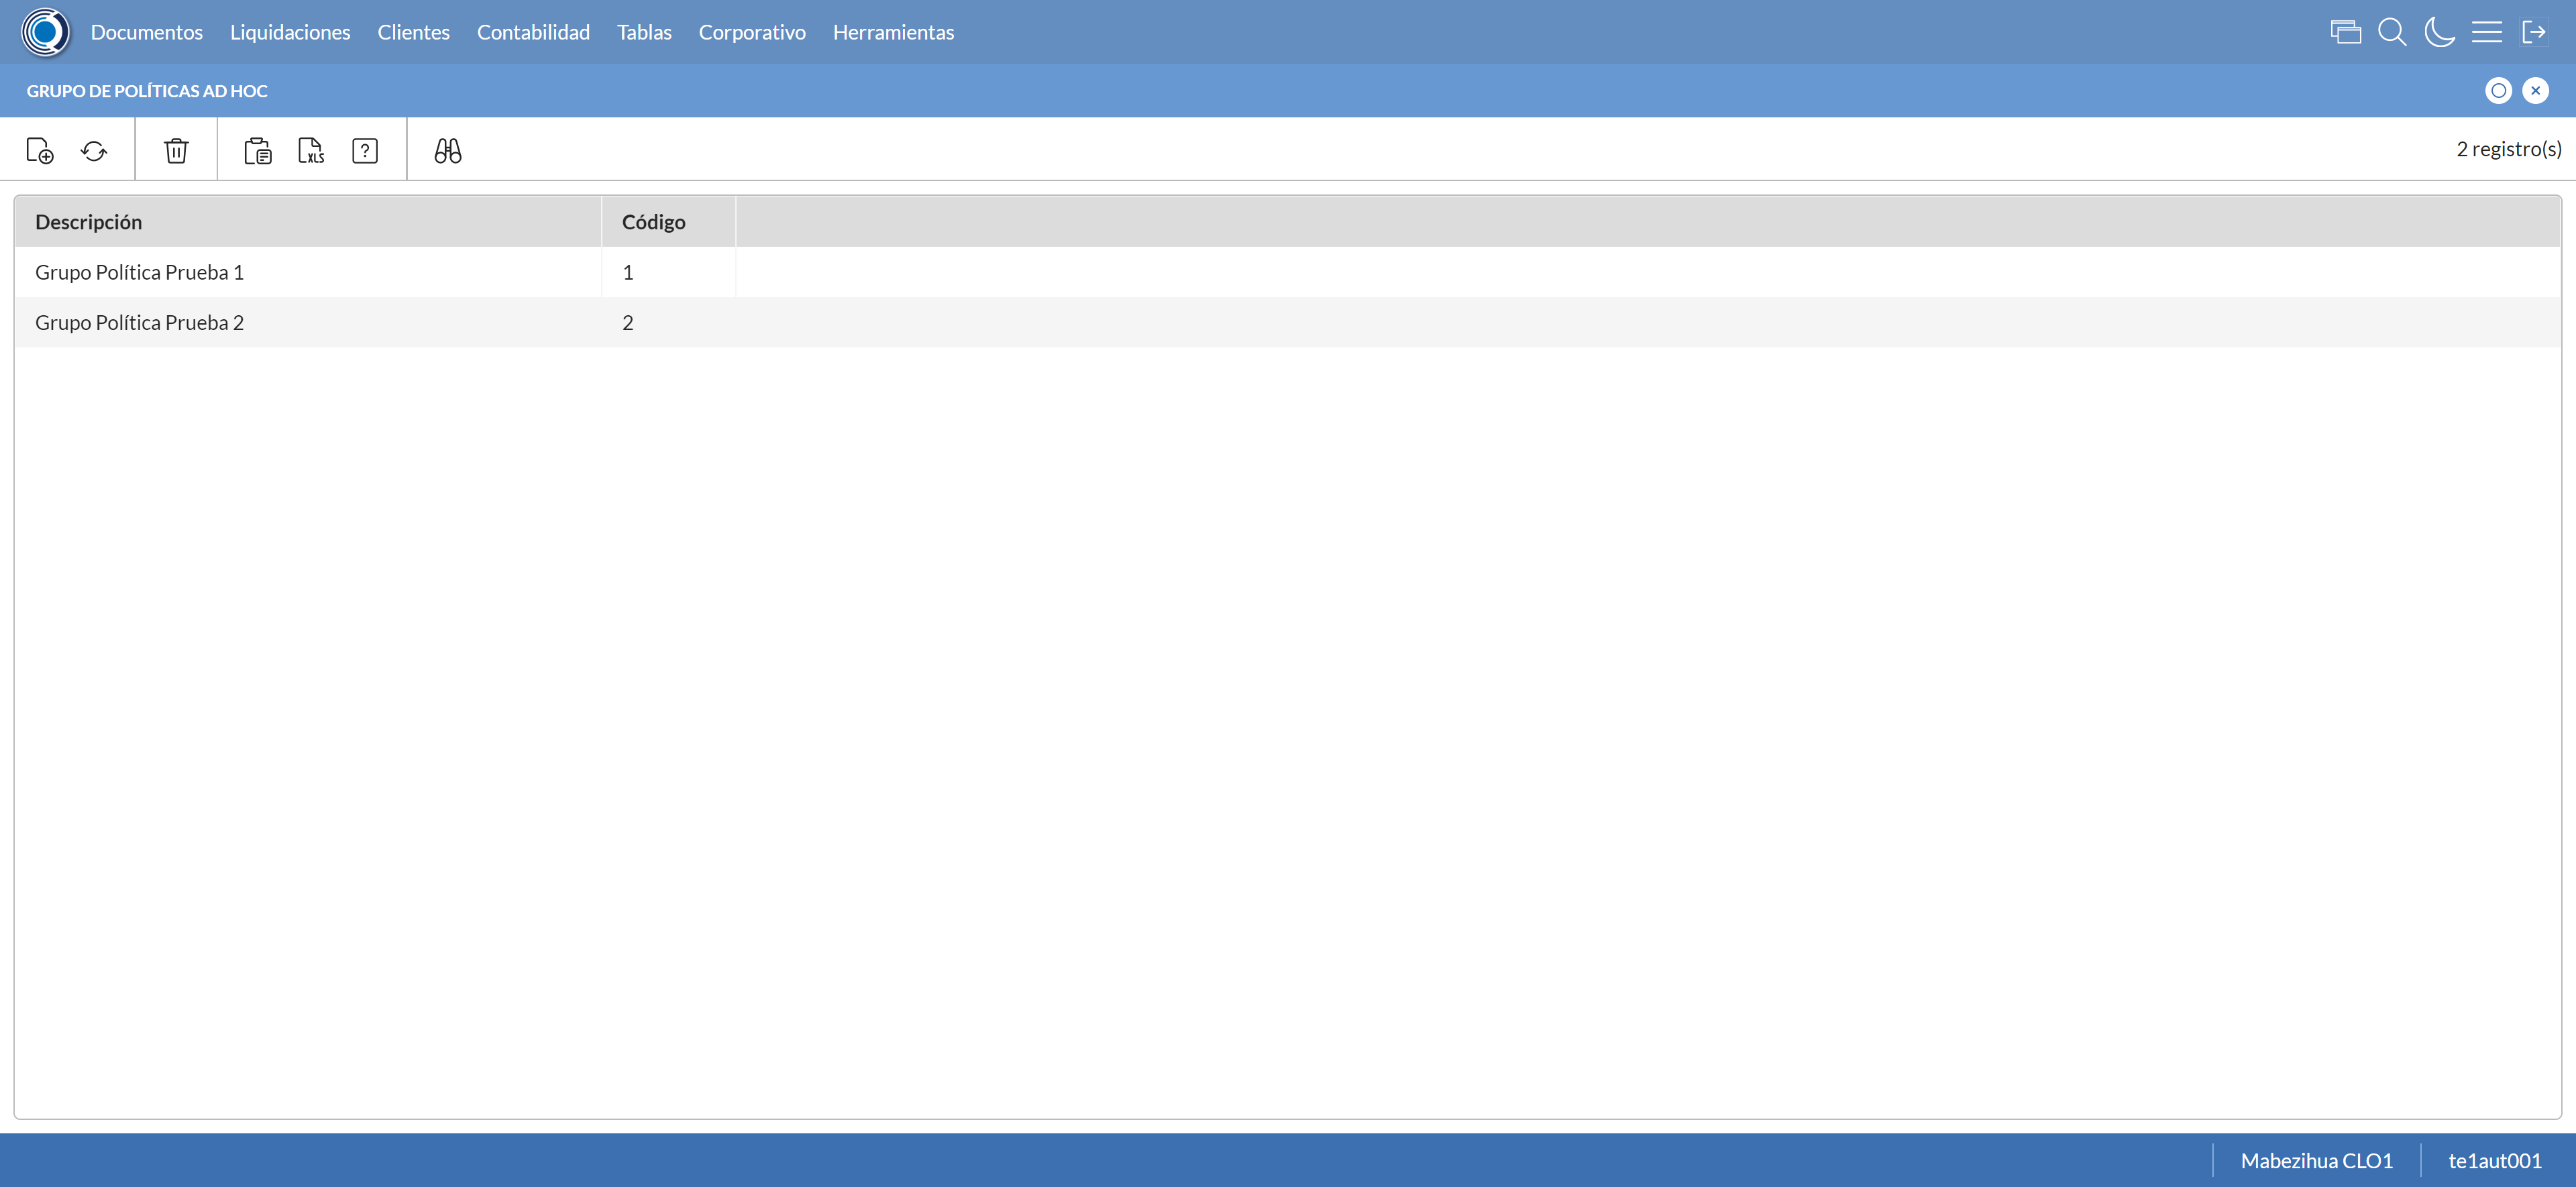 Documentos Liquidaciones Clientes Contabilidad Tablas Corporativo Herramientas
GRUPO DE POLÍTICAS AD HOC
XLS ? 2 registro(s)
Descripción Código
Grupo Política Prueba 1 1
Grupo Política Prueba 2 2
Mabezihua CLO1 te1aut001